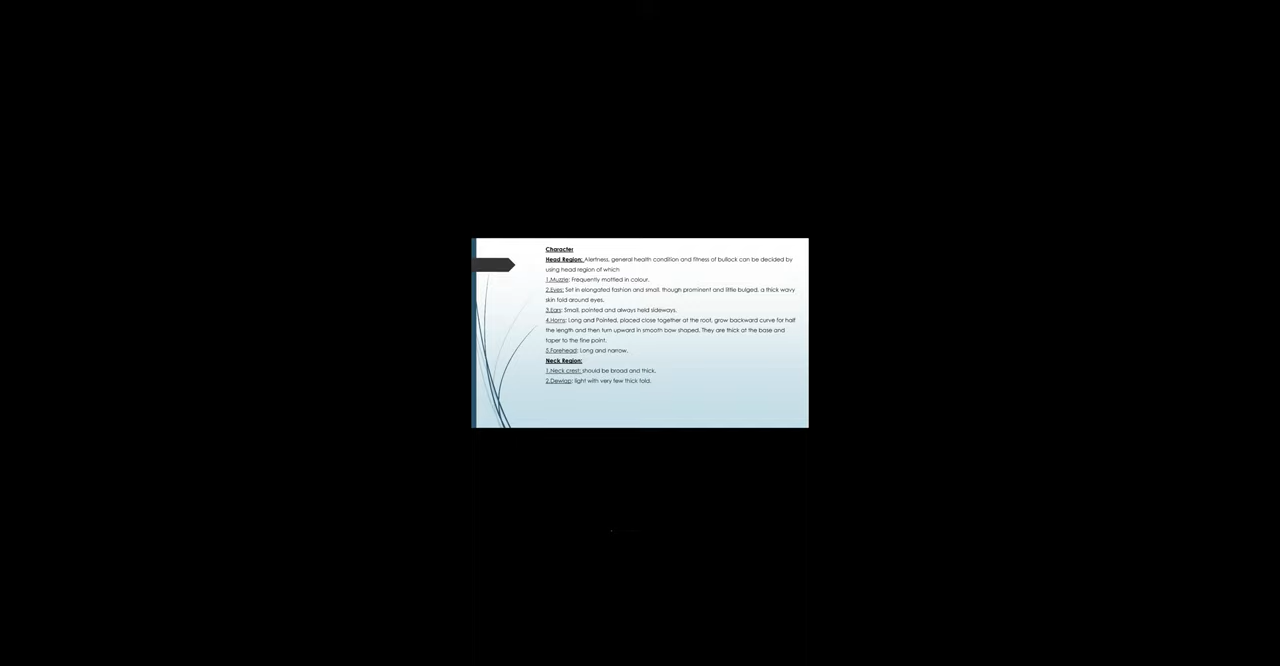 Character
Head Region: Alertness, general health condition and fitness of bullock can be decided by
using head region of which
1.Muzzle: Frequently mottled in colour.
2.Eyes: Set in elongated fashion and small, though prominent and little bulged, a thick wavy
skin fold around eyes.
3.Ears: Small, pointed and always held sideways.
4.Horns: Long and Pointed, placed close together at the root, grow backward curve for half
the length and then turn upward in smooth bow shaped. They are thick at the base and
taper to the fine point.
5.Forehead: Long and narrow.
Neck Region:
1.Neck crest: should be broad and thick.
2.Dewlap: light with very few thick fold.